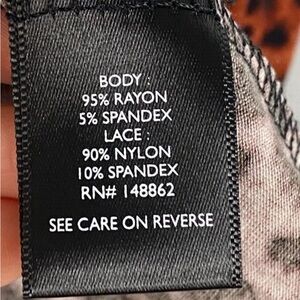 BODY :
95% RAYON
5% SPANDEX
LACE :
90% NYLON
10% SPANDEX
RN# 148862
SEE CARE ON REVERSE